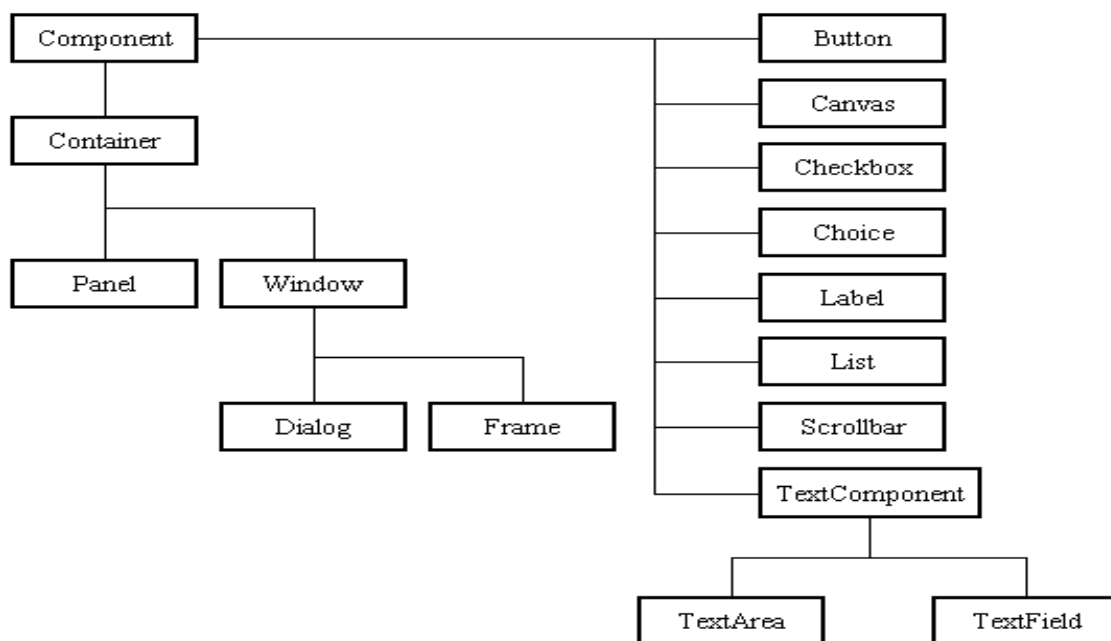 Component
Button
Canvas
Container
Checkbox
Choice
Panel
Window
Label
List
Dialog
Frame
Scrollbar
TextComponent
TextArea
TextField